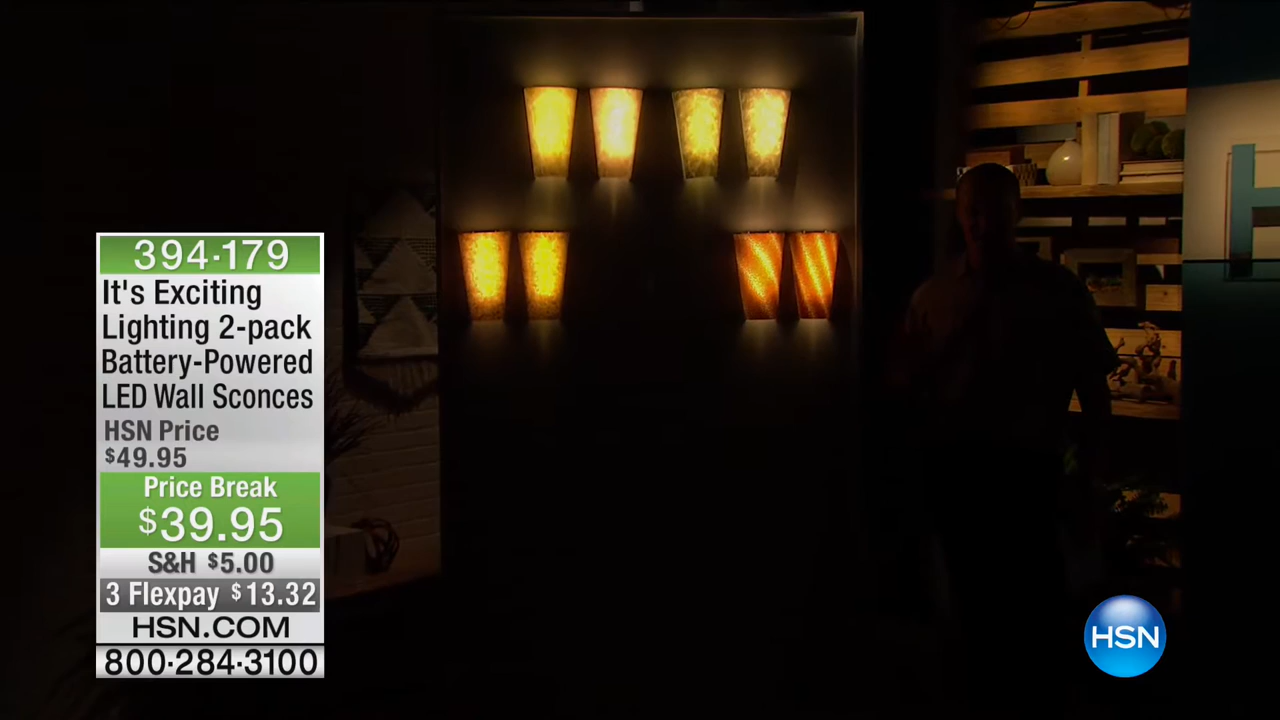 394·179
It's Exciting
Lighting 2-pack
Battery-Powered
LED Wall Sconces
HSN Price
$49.95
Price Break
$39.95
S&H $5.00
3 Flexpay $13.32
HSN.COM
800·284·3100
HSN
H